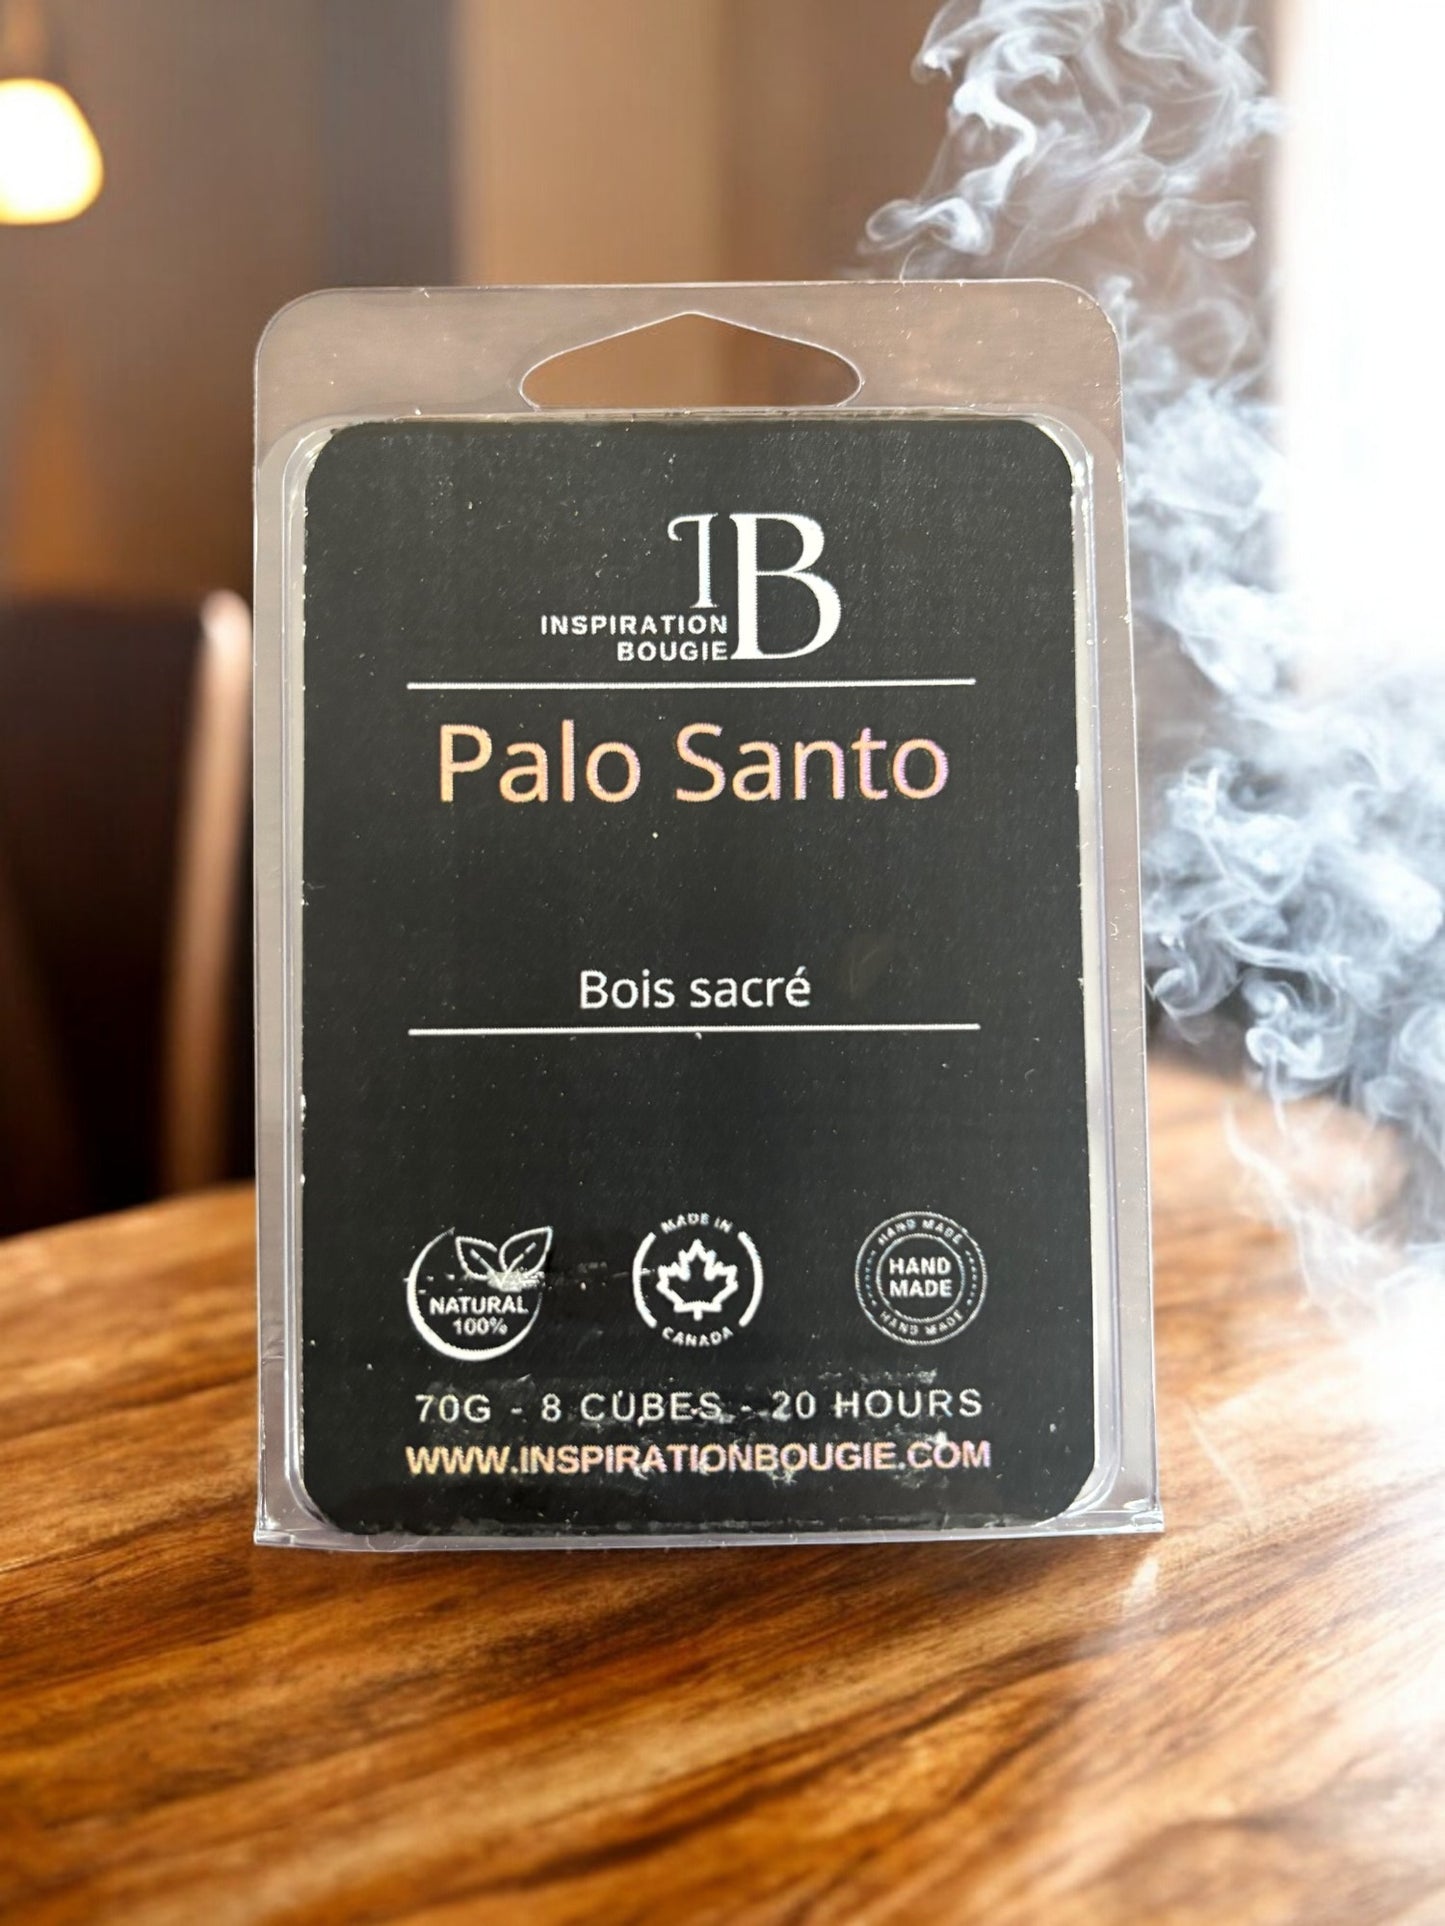 IB
INSPIRATION
BOUGIE
Palo Santo
Bois sacré
NATURAL
100%
MADE IN
CANADA
HAND MADE
HAND
MADE
HAND MADE
70G - 8 CUBES - 20 HOURS
WWW.INSPIRATIONBOUGIE.COM